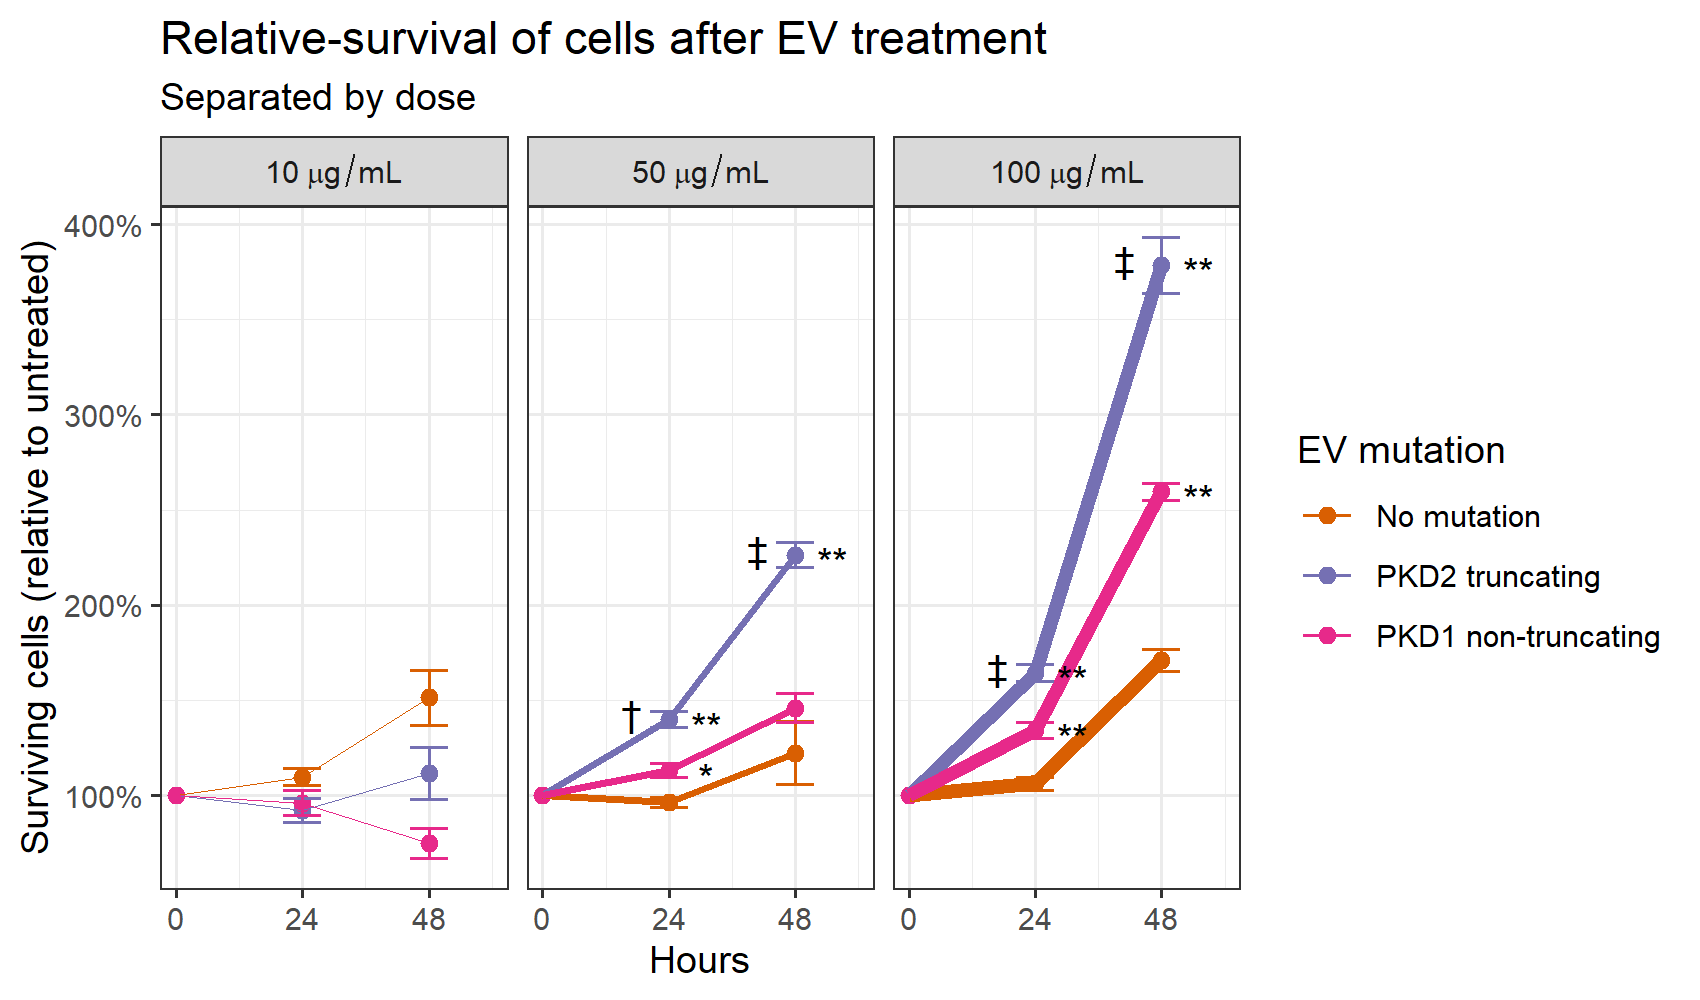 Relative-survival of cells after EV treatment
Separated by dose
10 μg/mL
50 μg/mL
100 μg/mL
Surviving cells (relative to untreated)
400%
300%
200%
100%
†
‡
**
*
**
‡
**
**
‡
**
**
0 24 48
0 24 48
0 24 48
Hours
EV mutation
No mutation
PKD2 truncating
PKD1 non-truncating